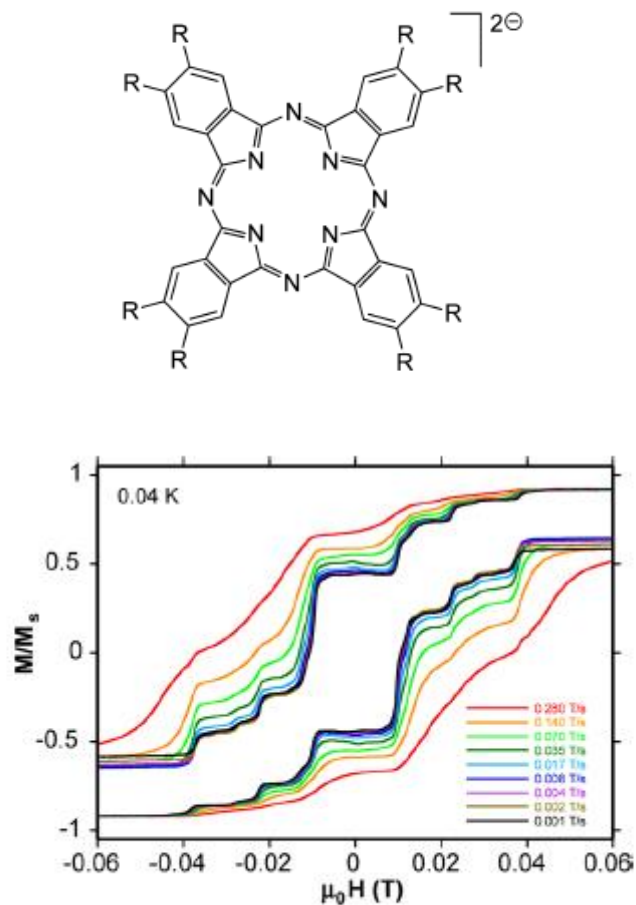 2⊖
R R
R R
N
N N
N N
N N
N
R R
R R
1
0.04 K
0.5
M/Mₛ
0
0.280 T/s
0.140 T/s
0.070 T/s
0.035 T/s
0.017 T/s
0.008 T/s
0.004 T/s
0.002 T/s
0.001 T/s
-0.5
-1
-0.06 -0.04 -0.02 0 0.02 0.04 0.06
μ₀H (T)